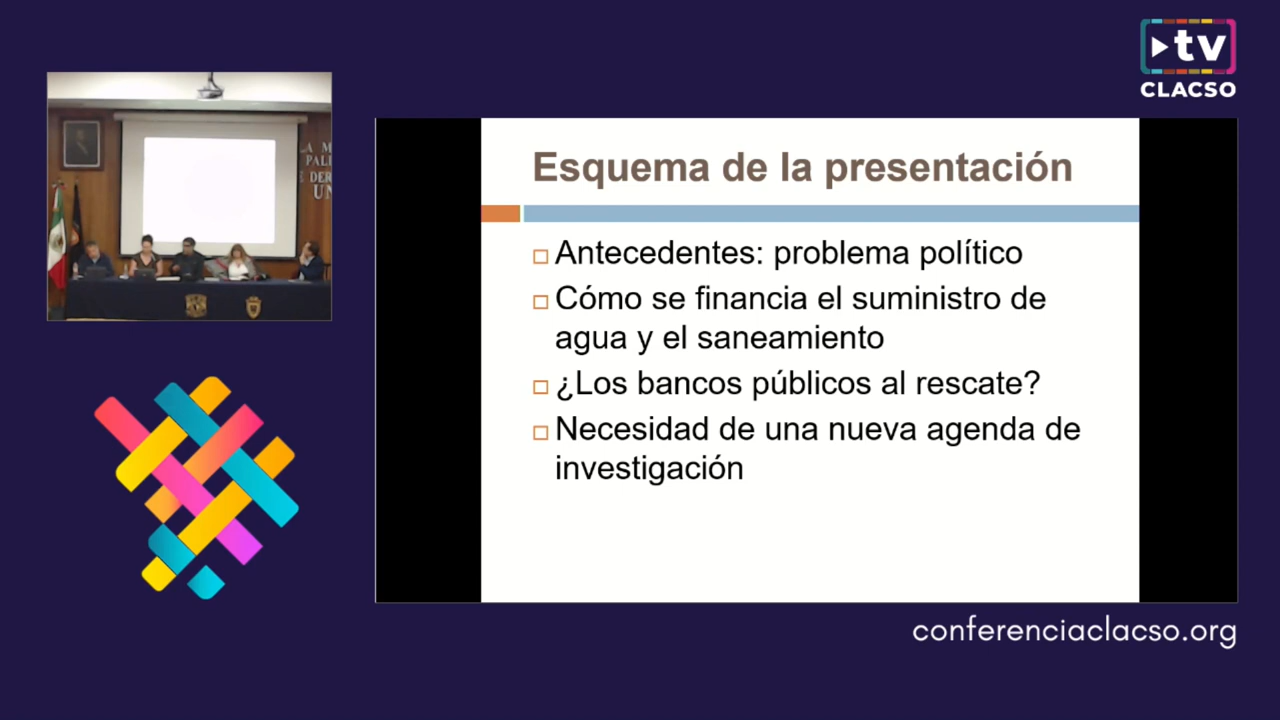 tv
CLACSO
Esquema de la presentación
Antecedentes: problema político
Cómo se financia el suministro de
agua y el saneamiento
¿Los bancos públicos al rescate?
Necesidad de una nueva agenda de
investigación
conferenciaclacso.org